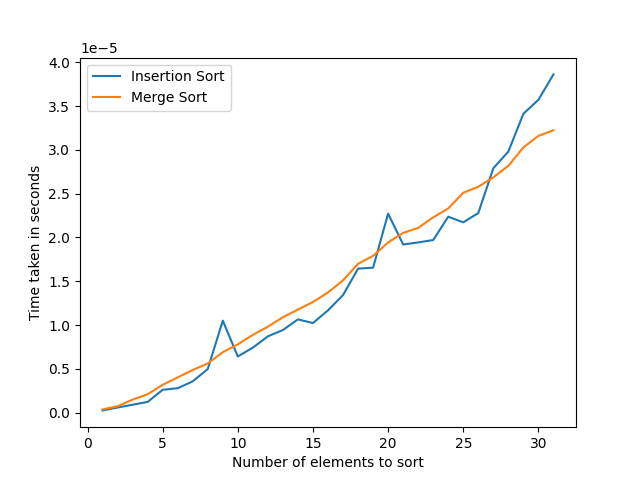 1e−5
4.0
3.5
3.0
2.5
2.0
1.5
1.0
0.5
0.0
Time taken in seconds
Insertion Sort
Merge Sort
0 5 10 15 20 25 30
Number of elements to sort